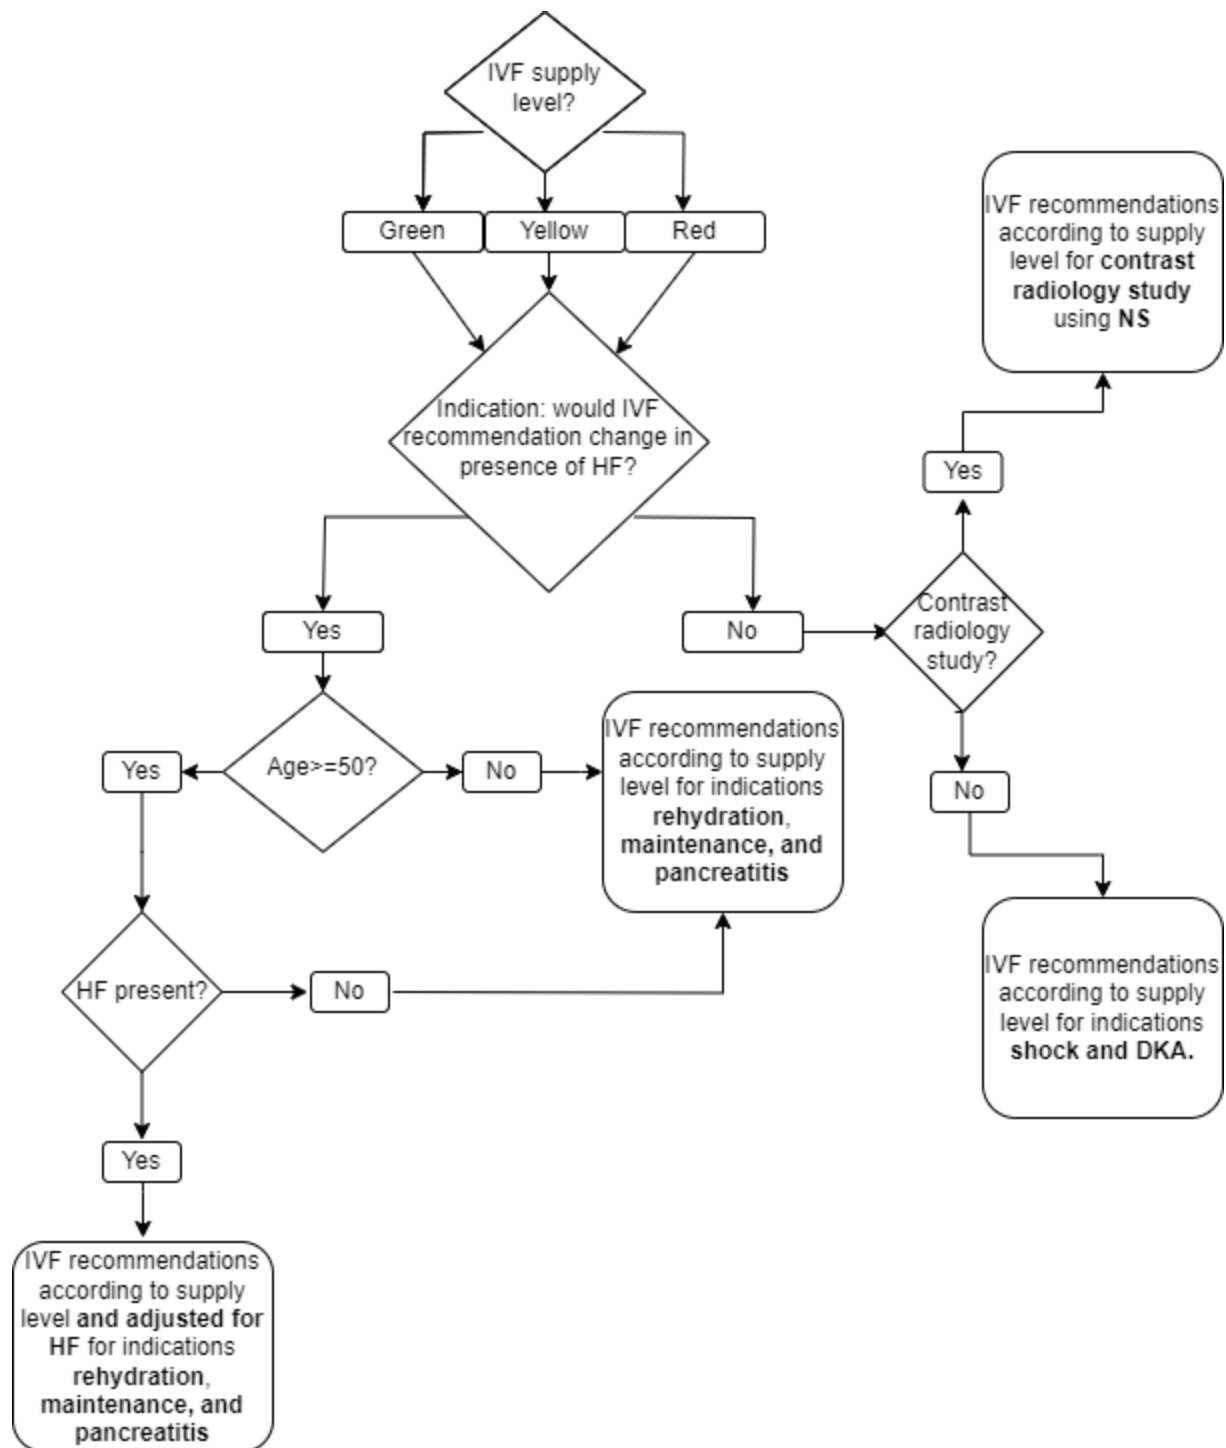 IVF supply
level?
Green
Yellow
Red
IVF recommendations
according to supply
level for contrast
radiology study
using NS
Indication: would IVF
recommendation change in
presence of HF?
Yes
Contrast
radiology
study?
Yes
No
IVF recommendations
according to supply
level for indications
rehydration,
maintenance, and
pancreatitis
Yes
Age>=50?
No
No
HF present?
No
IVF recommendations
according to supply
level for indications
shock and DKA.
Yes
IVF recommendations
according to supply
level and adjusted for
HF for indications
rehydration,
maintenance, and
pancreatitis